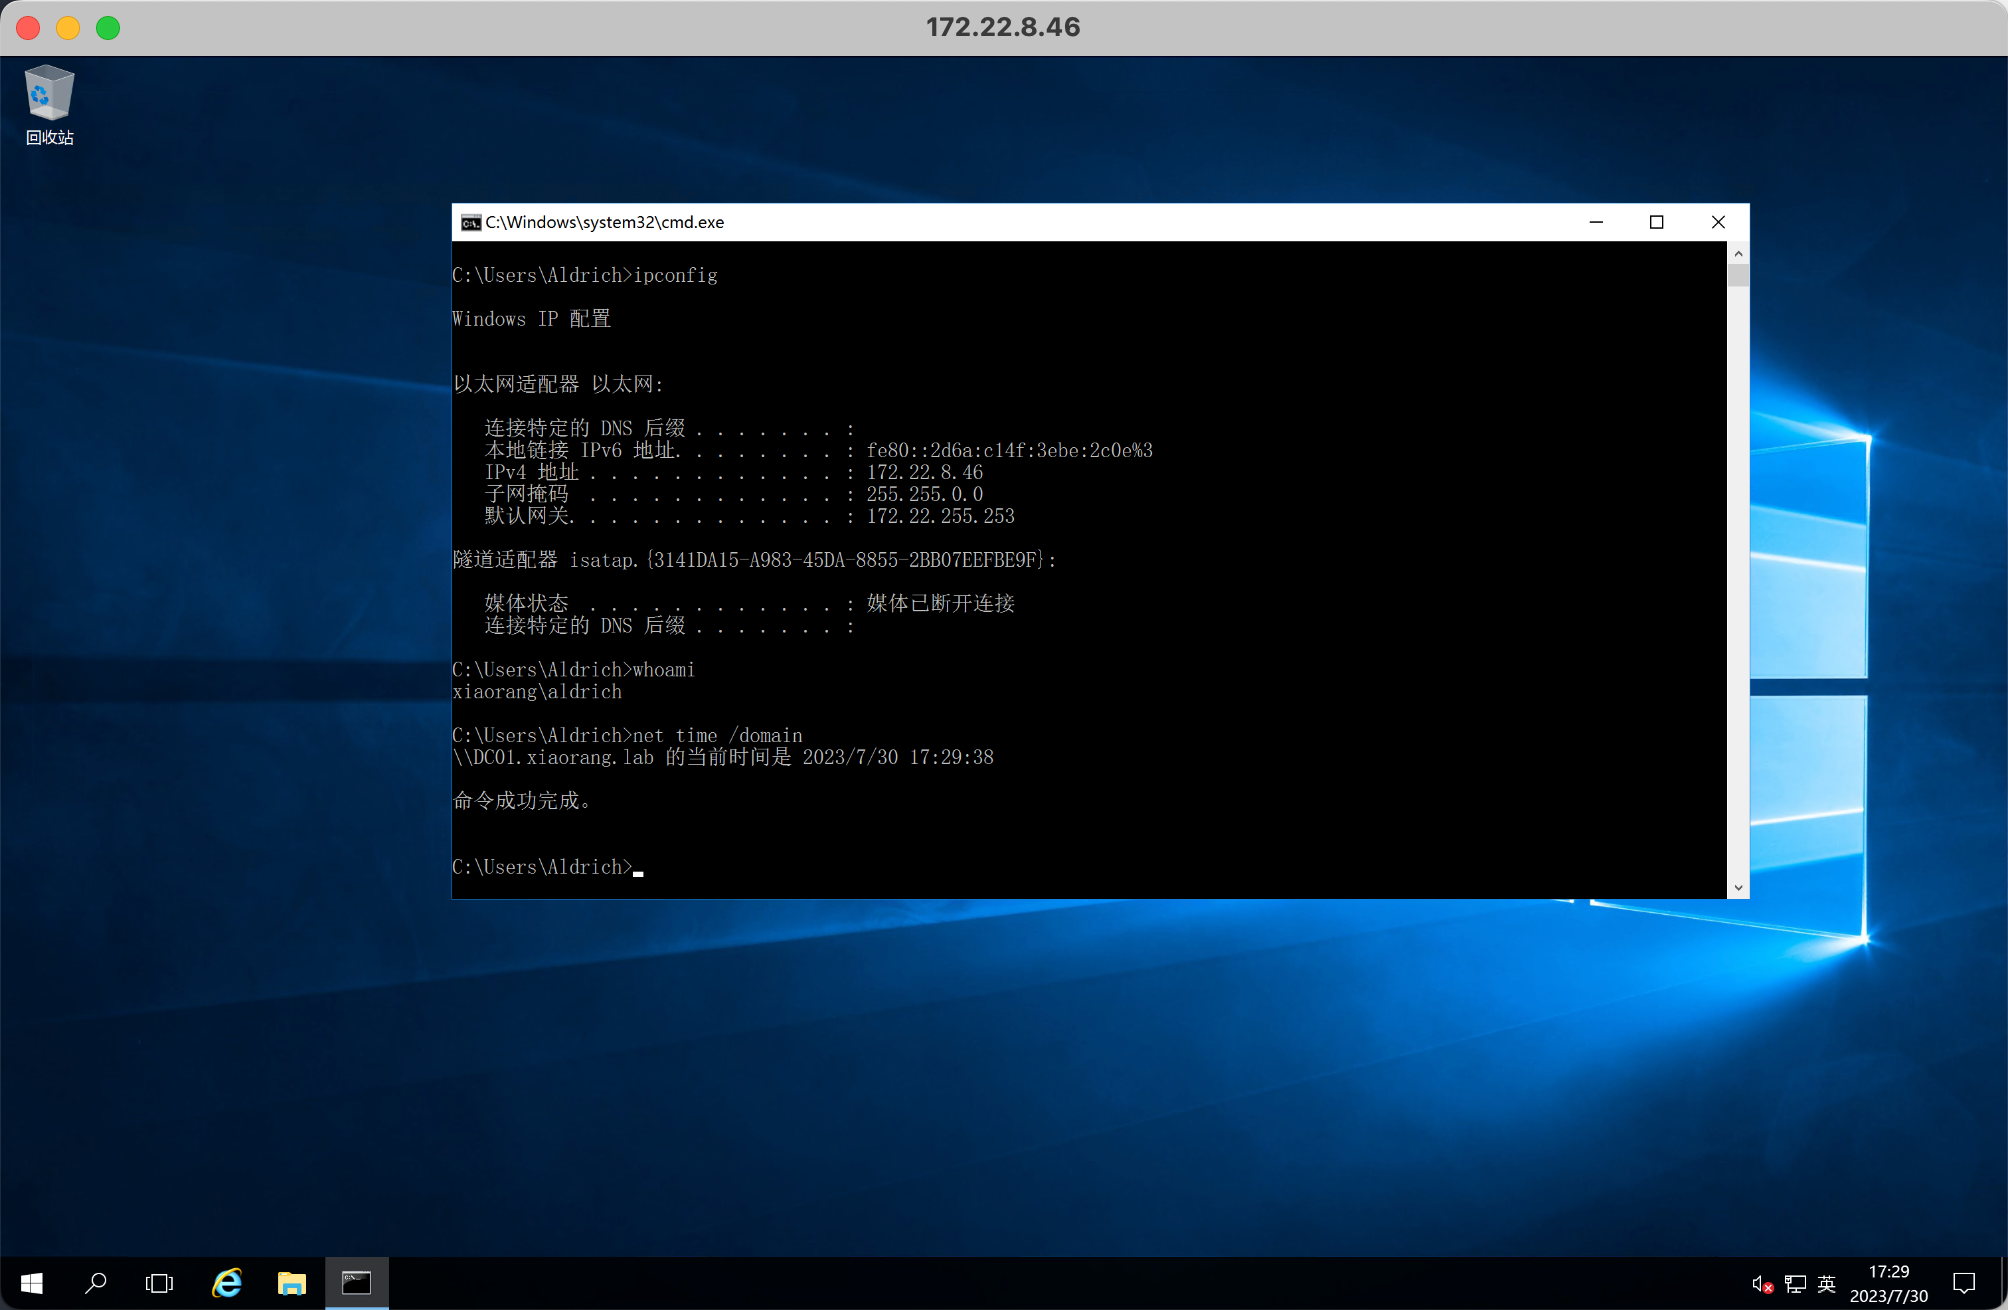 172.22.8.46
回收站
C:\Windows\system32\cmd.exe
C:\Users\Aldrich>ipconfig
Windows IP 配置
以太网适配器 以太网:
连接特定的 DNS 后缀 . . . . . . . :
本地链接 IPv6 地址. . . . . . . . : fe80::2d6a:c14f:3ebe:2c0e%3
IPv4 地址 . . . . . . . . . . . . : 172.22.8.46
子网掩码  . . . . . . . . . . . . : 255.255.0.0
默认网关. . . . . . . . . . . . . : 172.22.255.253
隧道适配器 isatap.{3141DA15-A983-45DA-8855-2BB07EEFBE9F}:
媒体状态  . . . . . . . . . . . . : 媒体已断开连接
连接特定的 DNS 后缀 . . . . . . . :
C:\Users\Aldrich>whoami
xiaorang\aldrich
C:\Users\Aldrich>net time /domain
\\DC01.xiaorang.lab 的当前时间是 2023/7/30 17:29:38
命令成功完成。
C:\Users\Aldrich>
英
17:29
2023/7/30